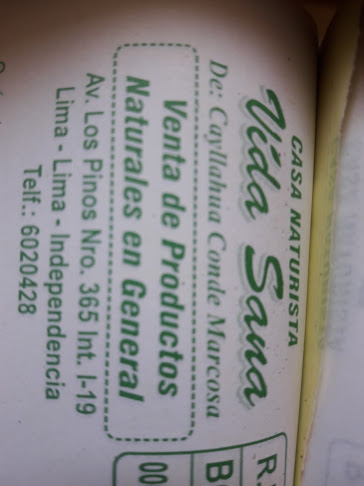 CASA NATURISTA
Vida Sana
De: Cayllahua Conde Marcosa
Venta de Productos
Naturales en General
Av. Los Pinos Nro. 365 Int. I-19
Lima - Lima - Independencia
Telf.: 6020428
R.
B
00